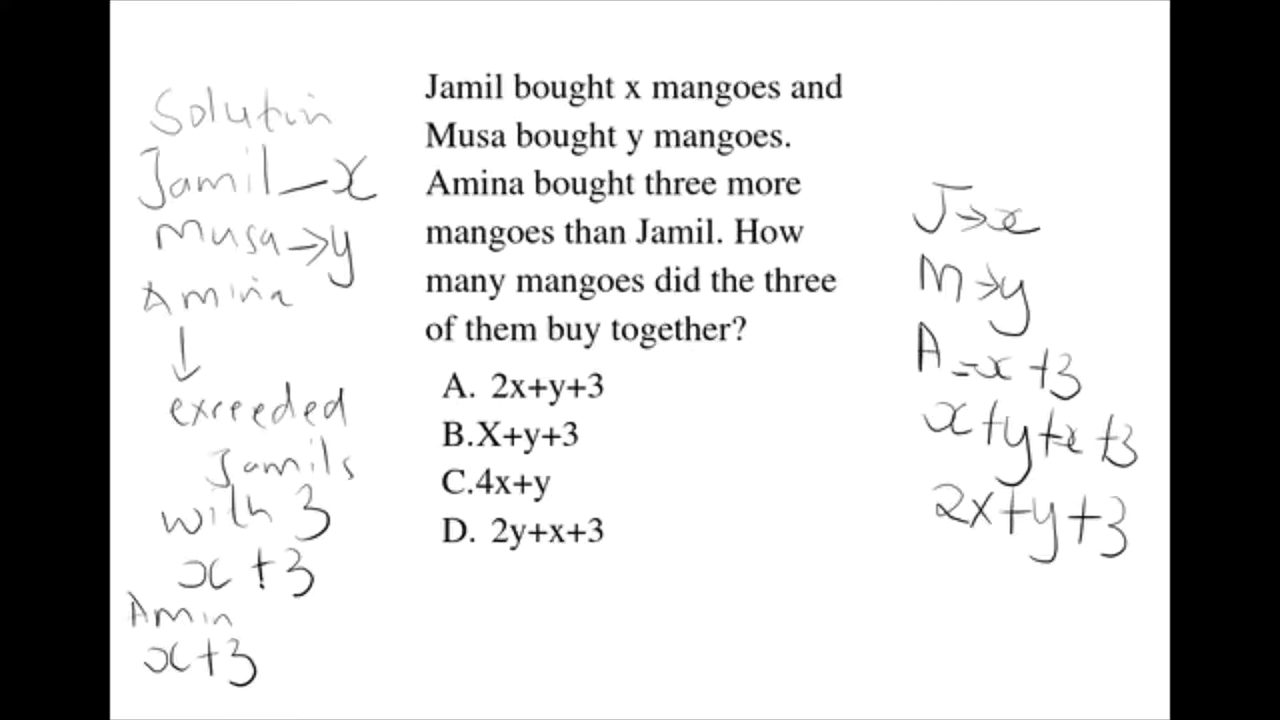 Solutin
Jamil – x
Musa → y
Amina
↓
exceeded
Jamils
with 3
x + 3
Amin
x+3
Jamil bought x mangoes and
Musa bought y mangoes.
Amina bought three more
mangoes than Jamil. How
many mangoes did the three
of them buy together?
A. 2x+y+3
B.X+y+3
C.4x+y
D. 2y+x+3
J → x
M → y
A = x + 3
x + y + x + 3
2x + y + 3